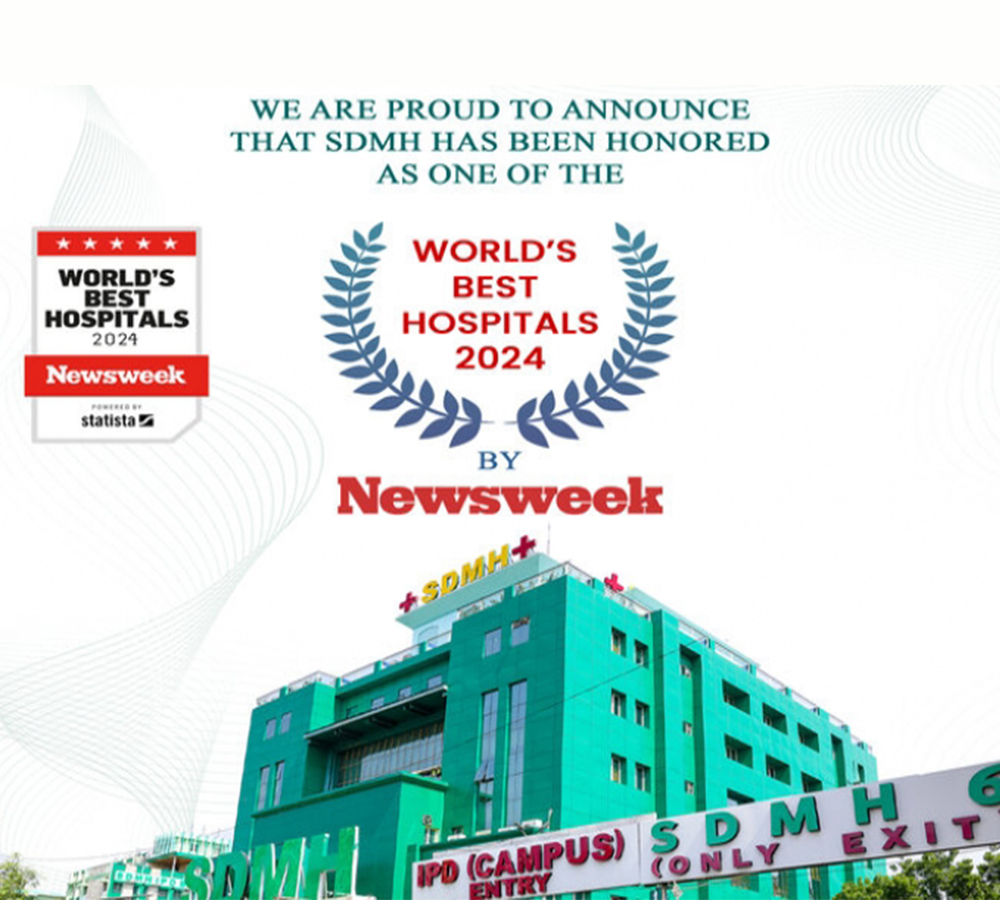 WE ARE PROUD TO ANNOUNCE
THAT SDMH HAS BEEN HONORED
AS ONE OF THE
WORLD'S
BEST
HOSPITALS
2024
Newsweek
POWERED BY
statista
WORLD'S
BEST
HOSPITALS
2024
BY
Newsweek
SDMH
SDMH
IPD (CAMPUS)
ENTRY
SDMH 6
(ONLY EXIT